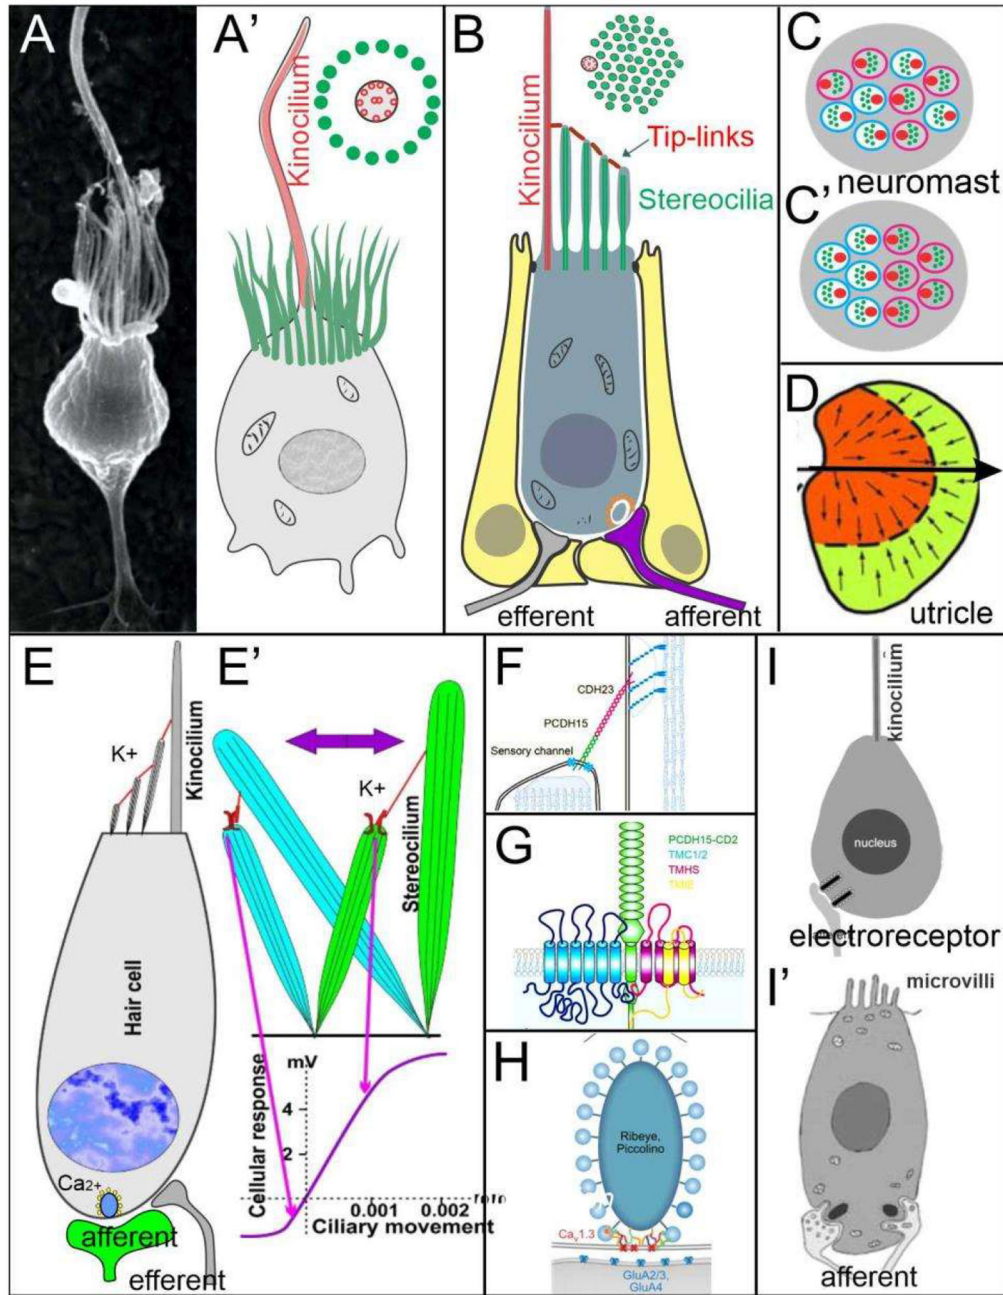 A
A'
Kinocilium
B
Kinocilium
Tip-links
Stereocilia
efferent
afferent
C
neuromast
C'
D
utricle
E
K+
Kinocilium
Hair cell
Ca2+
afferent
efferent
E'
K+
Stereocilium
mV
Cellular response
4
2
0.001
0.002
Ciliary movement
F
CDH23
PCDH15
Sensory channel
G
PCDH15-CD2
TMC1/2
TMHS
TMIE
H
Ribeye,
Piccolino
Cav1.3
GluA2/3,
GluA4
I
kinocilium
nucleus
electroreceptor
I'
microvilli
afferent